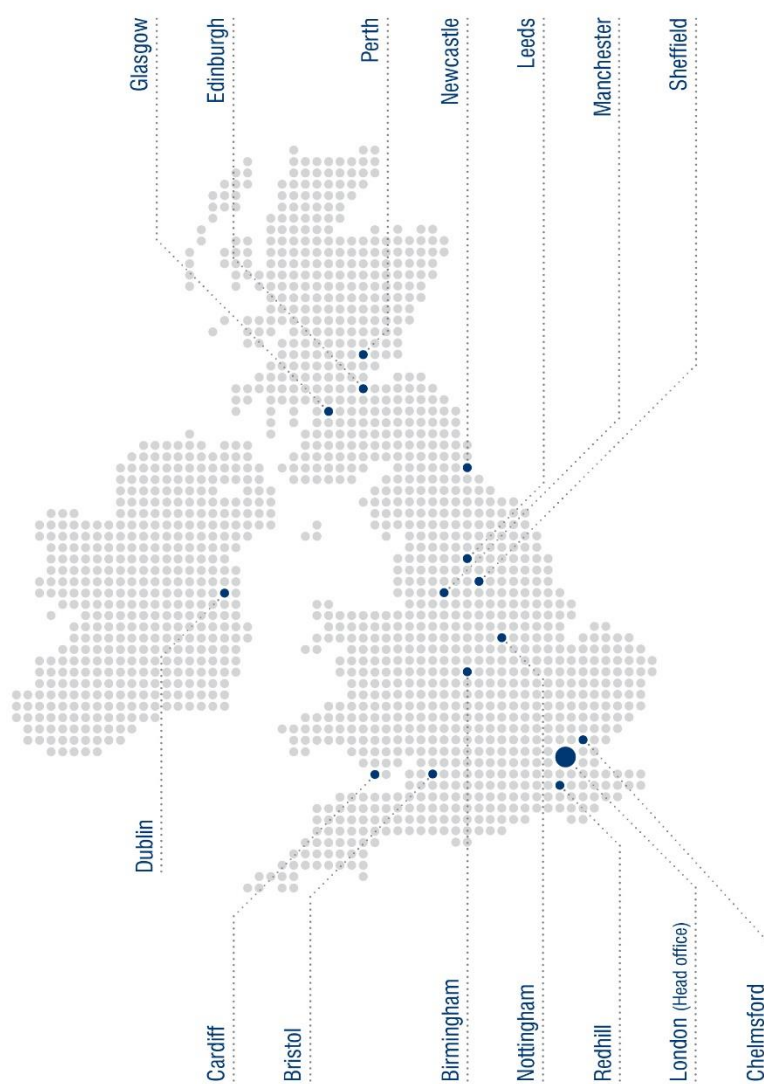 Glasgow
Edinburgh
Perth
Newcastle
Leeds
Manchester
Sheffield
Dublin
Cardiff
Bristol
Birmingham
Nottingham
Redhill
London (Head office)
Chelmsford